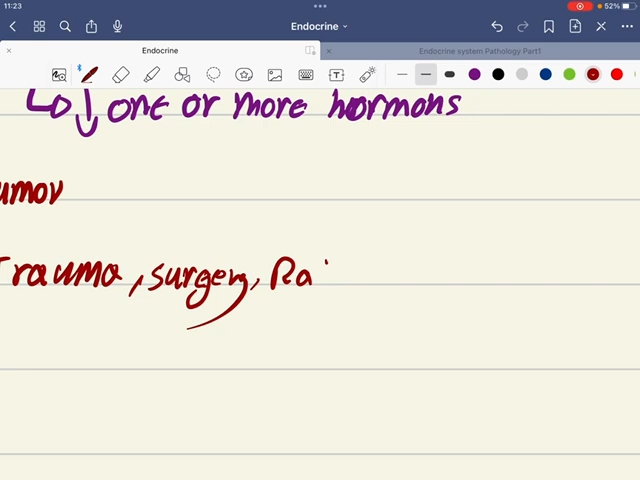 11:23
52%
Endocrine
Endocrine
Endocrine system Pathology Part1
↳ ↓ one or more hormons
umor
Trauma, surgery, Ra